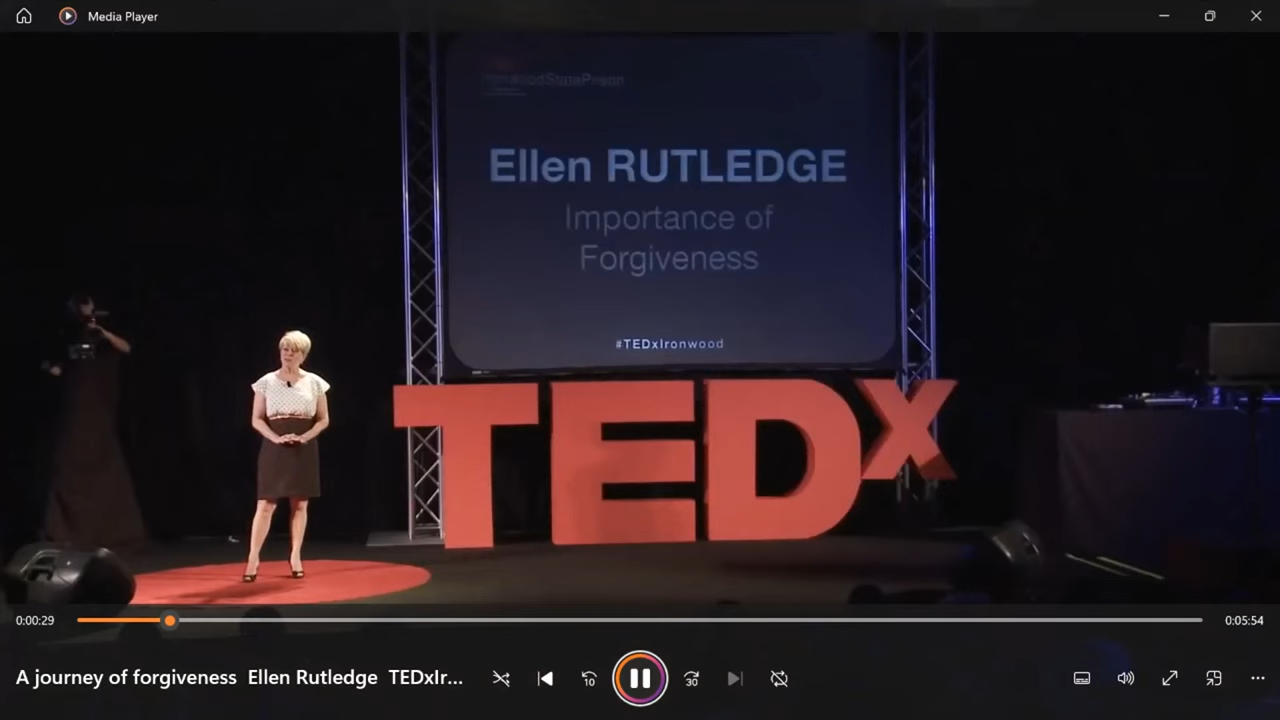 Media Player
Ellen RUTLEDGE
Importance of
Forgiveness
#TEDxIronwood
TEDx
0:00:29
0:05:54
A journey of forgiveness Ellen Rutledge TEDxIr...
10
30